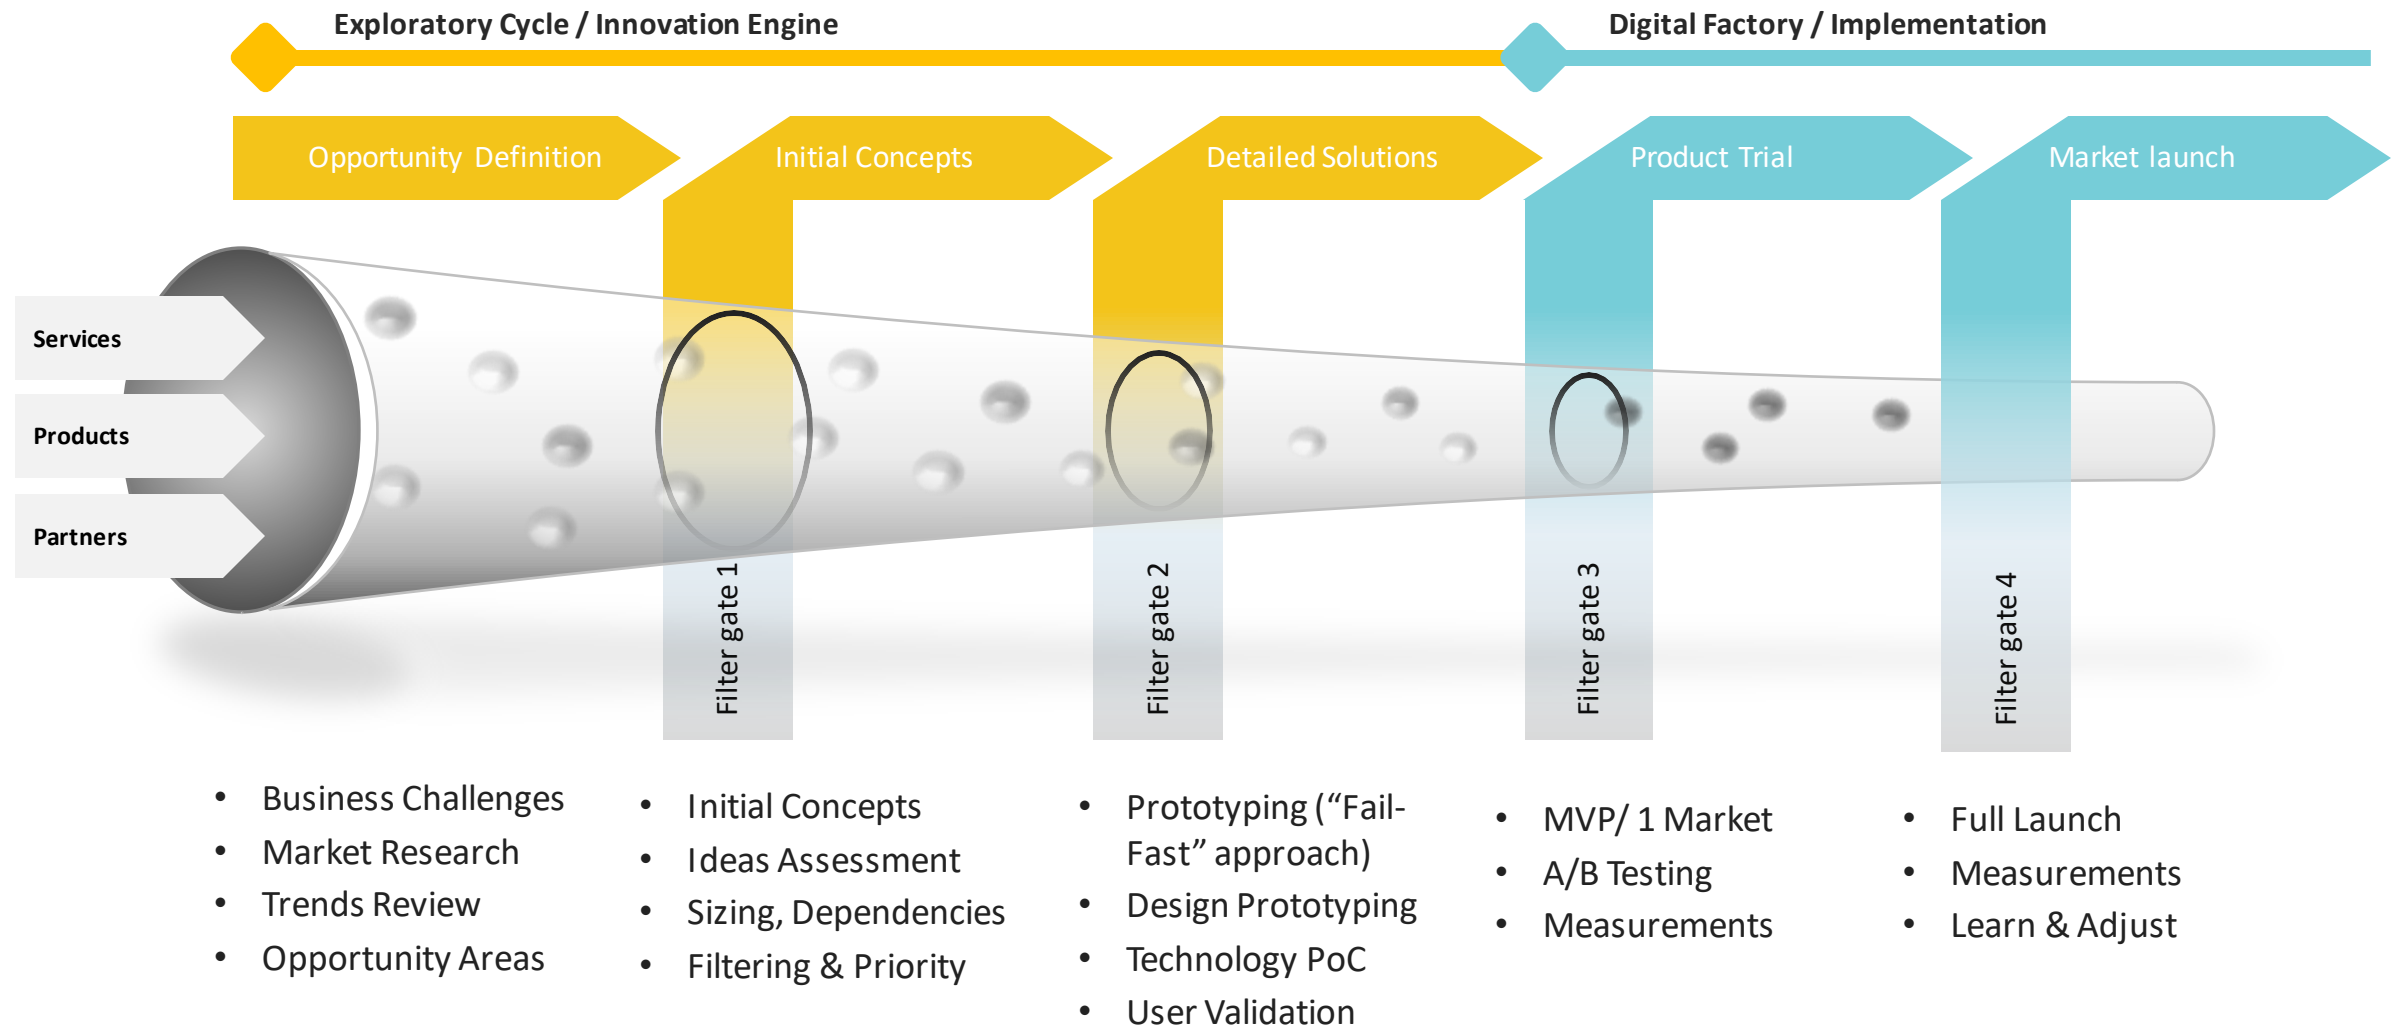 Exploratory Cycle / Innovation Engine
Digital Factory / Implementation
Opportunity Definition
Initial Concepts
Detailed Solutions
Product Trial
Market launch
Services
Products
Partners
Filter gate 1
Filter gate 2
Filter gate 3
Filter gate 4
• Business Challenges
• Market Research
• Trends Review
• Opportunity Areas
• Initial Concepts
• Ideas Assessment
• Sizing, Dependencies
• Filtering & Priority
• Prototyping (“Fail-
Fast” approach)
• Design Prototyping
• Technology PoC
• User Validation
• MVP/ 1 Market
• A/B Testing
• Measurements
• Full Launch
• Measurements
• Learn & Adjust